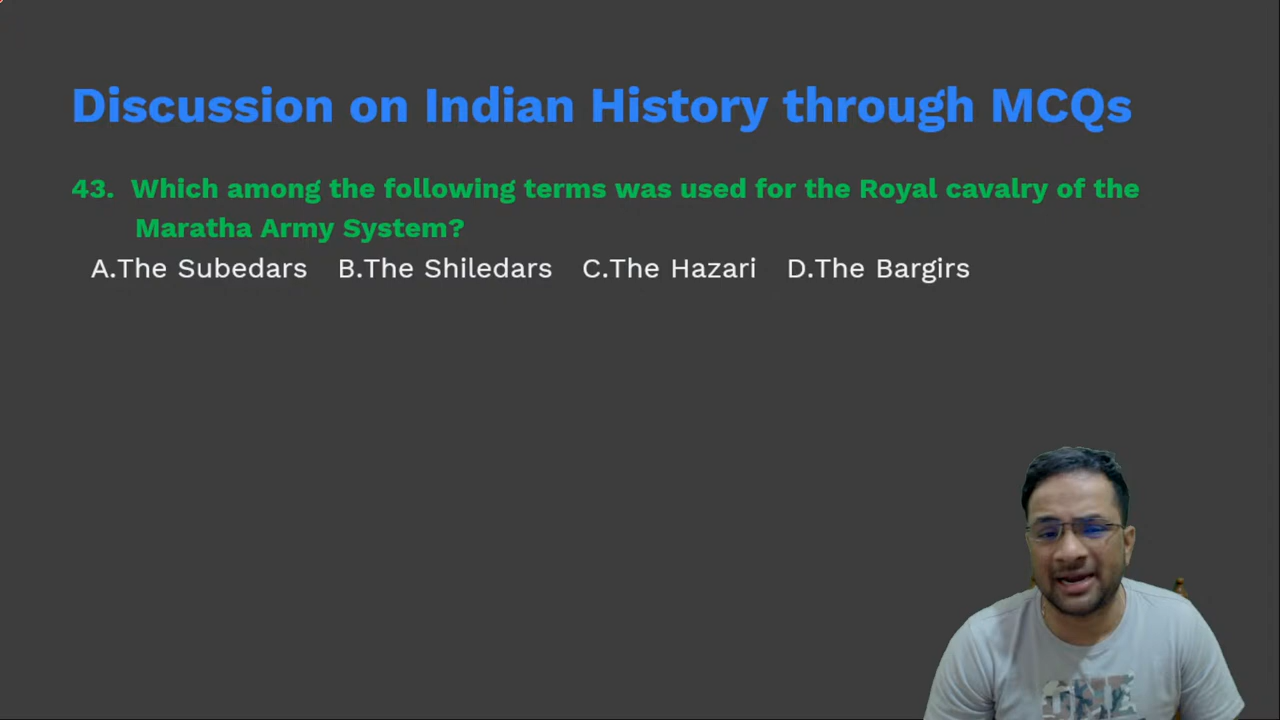 Discussion on Indian History through MCQs
43. Which among the following terms was used for the Royal cavalry of the
Maratha Army System?
A.The Subedars B.The Shiledars C.The Hazari D.The Bargirs
ONE